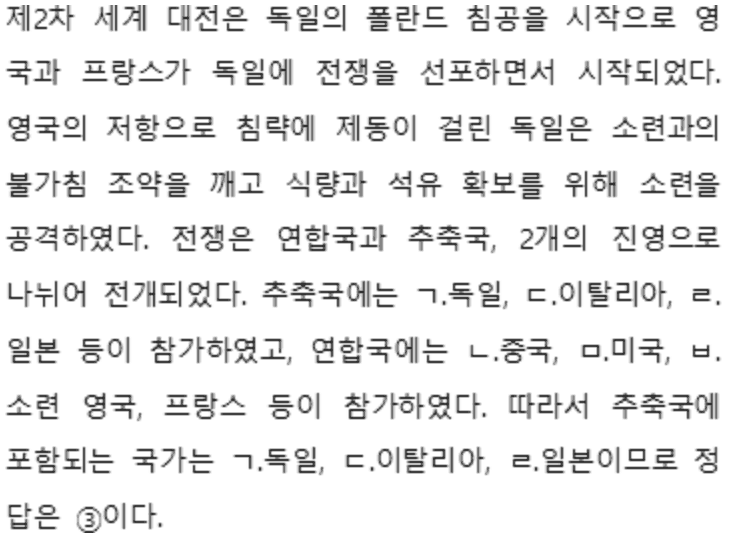 제2차 세계 대전은 독일의 폴란드 침공을 시작으로 영
국과 프랑스가 독일에 전쟁을 선포하면서 시작되었다.
영국의 저항으로 침략에 제동이 걸린 독일은 소련과의
불가침 조약을 깨고 식량과 석유 확보를 위해 소련을
공격하였다. 전쟁은 연합국과 추축국, 2개의 진영으로
나뉘어 전개되었다. 추축국에는 ㄱ.독일, ㄷ.이탈리아, ㄹ.
일본 등이 참가하였고, 연합국에는 ㄴ.중국, ㅁ.미국, ㅂ.
소련 영국, 프랑스 등이 참가하였다. 따라서 추축국에
포함되는 국가는 ㄱ.독일, ㄷ.이탈리아, ㄹ.일본이므로 정
답은 ③이다.